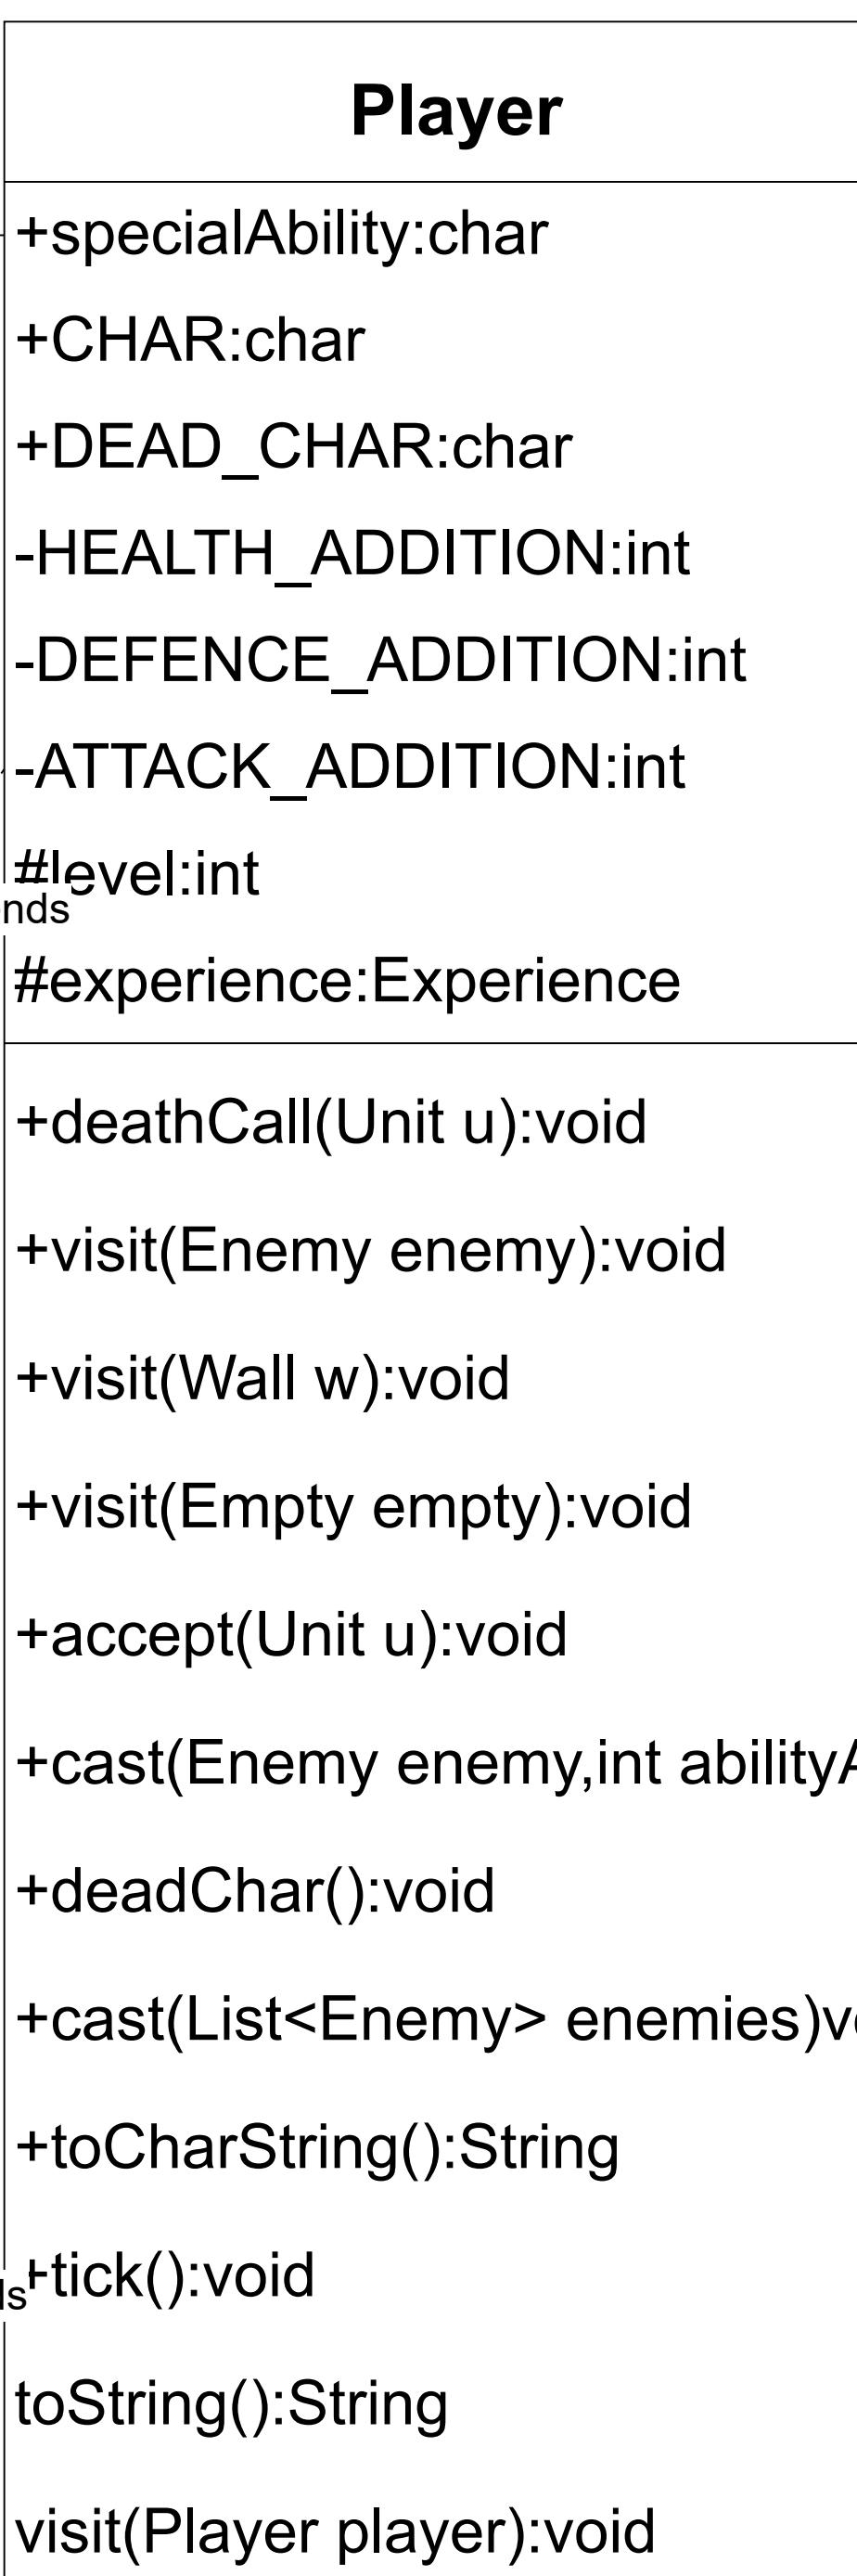 Player
+specialAbility:char
+CHAR:char
+DEAD_CHAR:char
-HEALTH_ADDITION:int
-DEFENCE_ADDITION:int
-ATTACK_ADDITION:int
#level:int
nds
#experience:Experience
+deathCall(Unit u):void
+visit(Enemy enemy):void
+visit(Wall w):void
+visit(Empty empty):void
+accept(Unit u):void
+cast(Enemy enemy,int abilityA
+deadChar():void
+cast(List<Enemy> enemies)v
+toCharString():String
+tick():void
ls
toString():String
visit(Player player):void